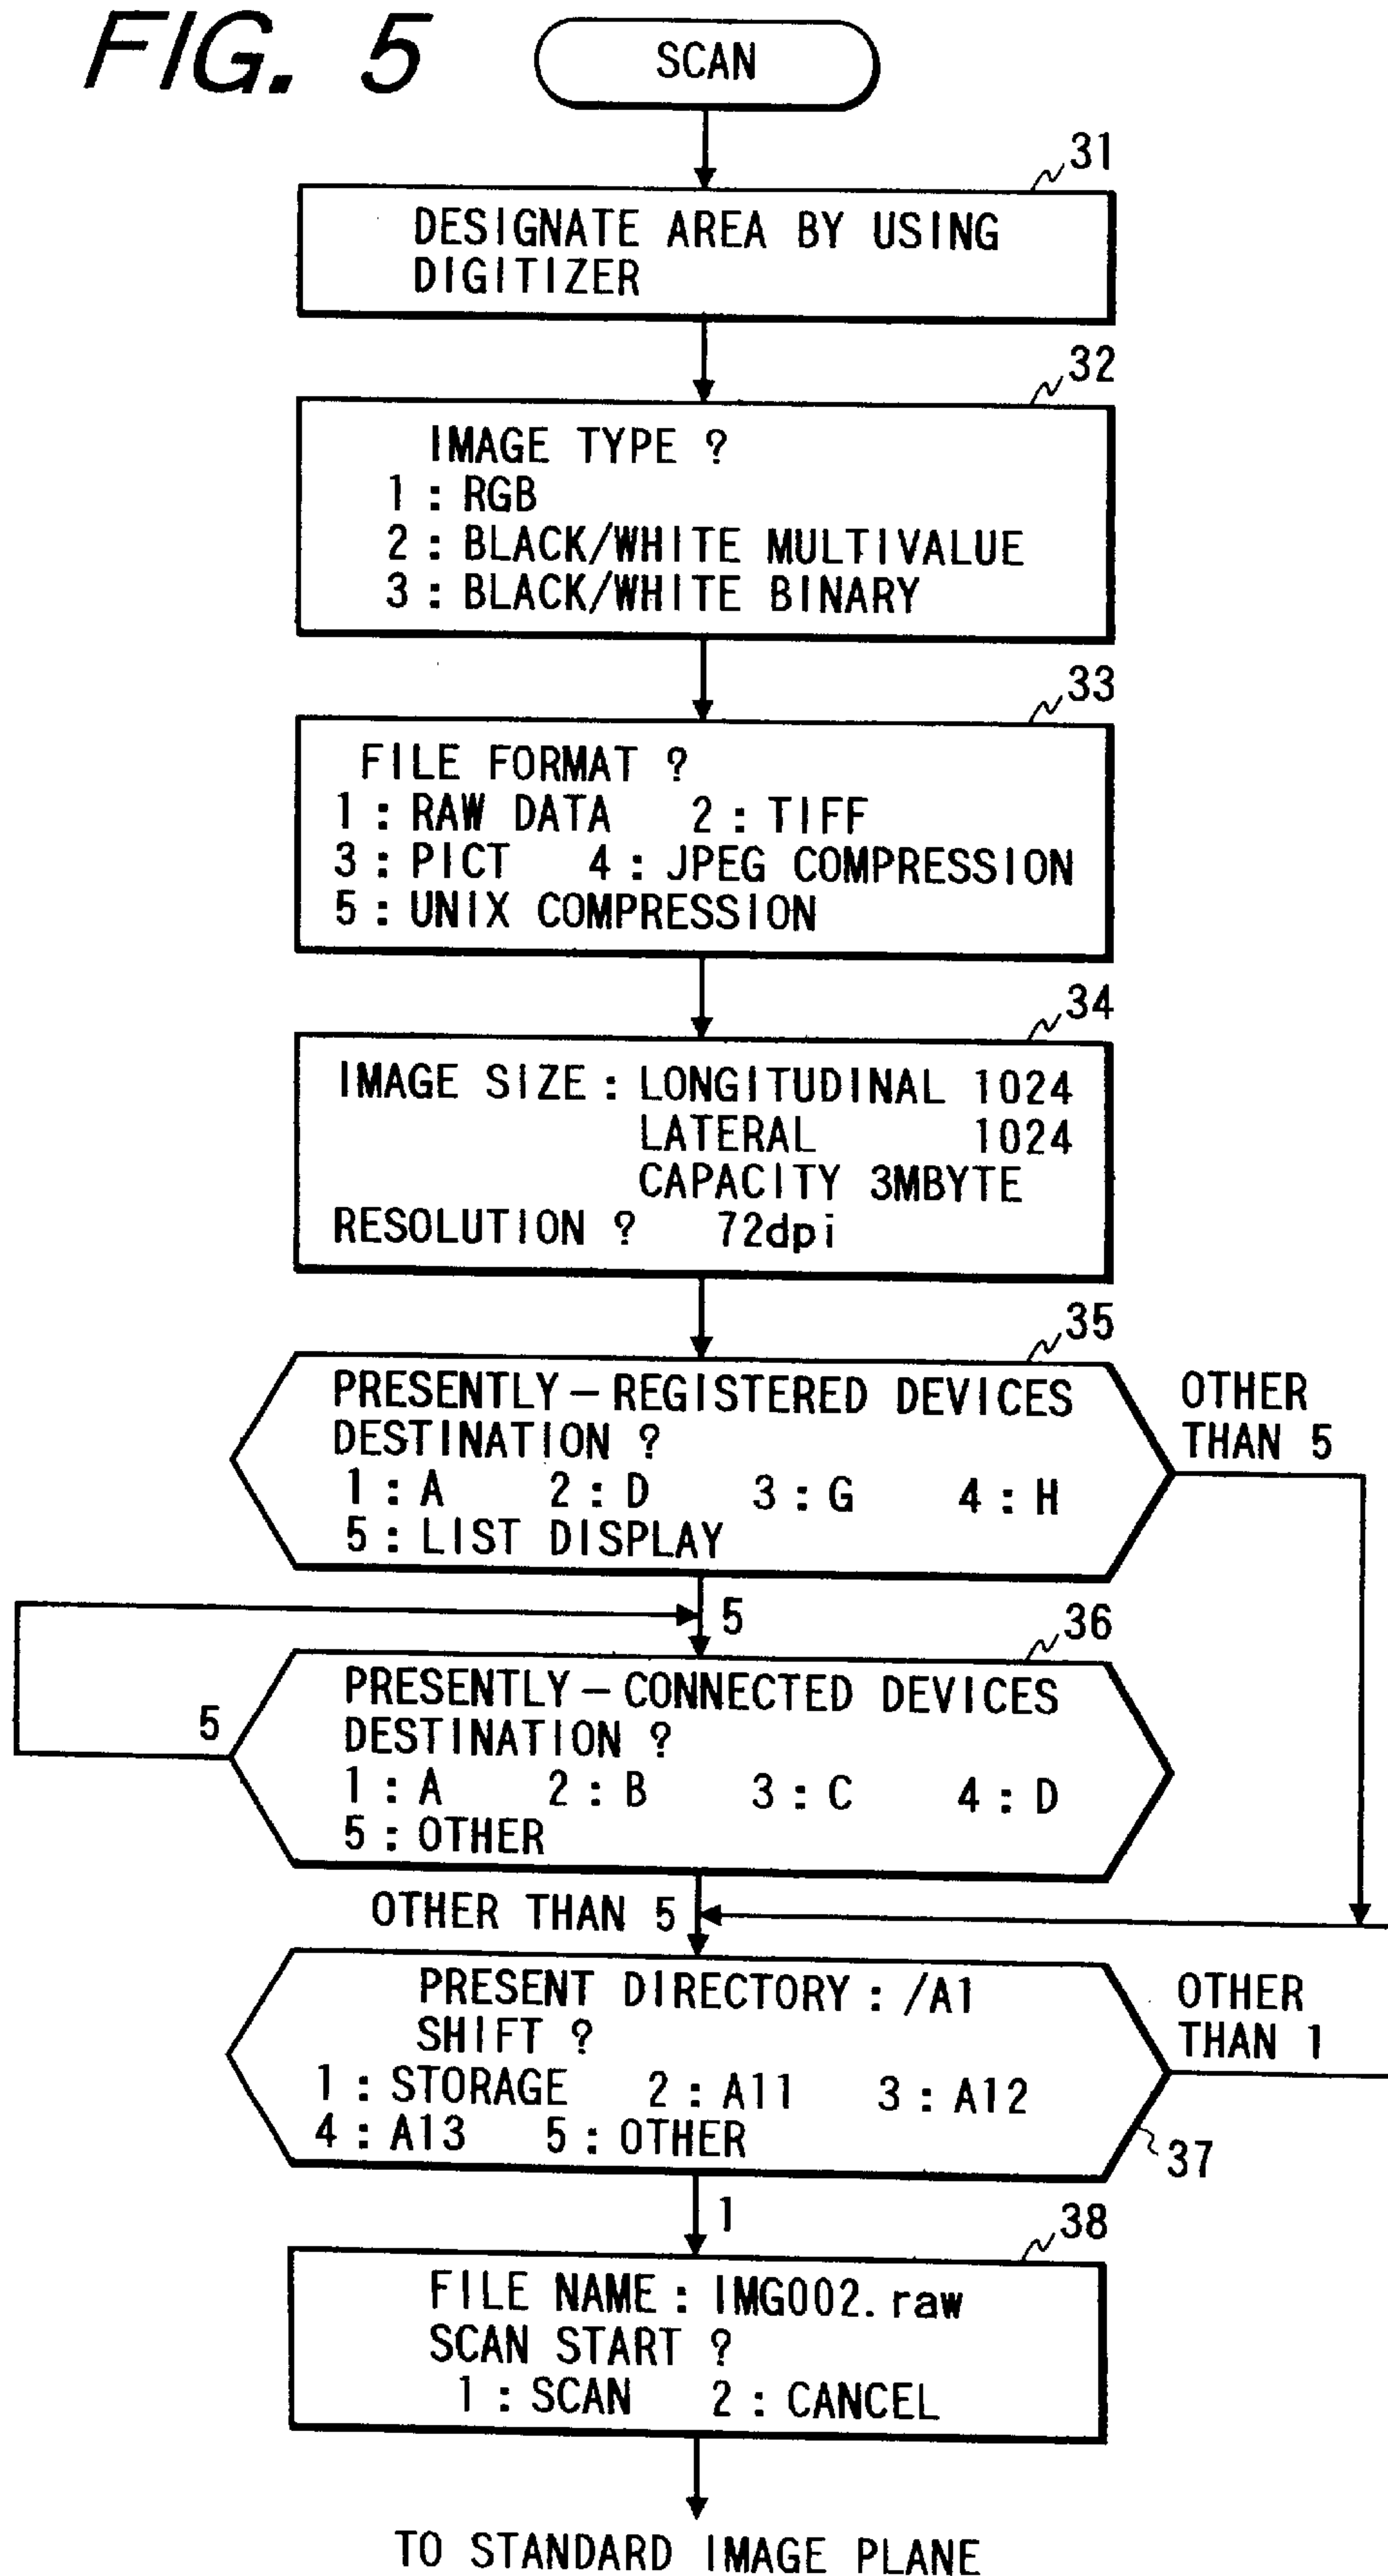 FIG. 5
SCAN
31
DESIGNATE AREA BY USING
DIGITIZER
32
IMAGE TYPE ?
1 : RGB
2 : BLACK/WHITE MULTIVALUE
3 : BLACK/WHITE BINARY
33
FILE FORMAT ?
1 : RAW DATA 2 : TIFF
3 : PICT 4 : JPEG COMPRESSION
5 : UNIX COMPRESSION
34
IMAGE SIZE : LONGITUDINAL 1024
LATERAL 1024
CAPACITY 3MBYTE
RESOLUTION ? 72dpi
35
PRESENTLY-REGISTERED DEVICES
DESTINATION ?
1 : A 2 : D 3 : G 4 : H
5 : LIST DISPLAY
OTHER
THAN 5
5
36
PRESENTLY-CONNECTED DEVICES
DESTINATION ?
1 : A 2 : B 3 : C 4 : D
5 : OTHER
5
OTHER THAN 5
PRESENT DIRECTORY : /A1
SHIFT ?
1 : STORAGE 2 : A11 3 : A12
4 : A13 5 : OTHER
OTHER
THAN 1
37
1
38
FILE NAME : IMG002.raw
SCAN START ?
1 : SCAN 2 : CANCEL
TO STANDARD IMAGE PLANE